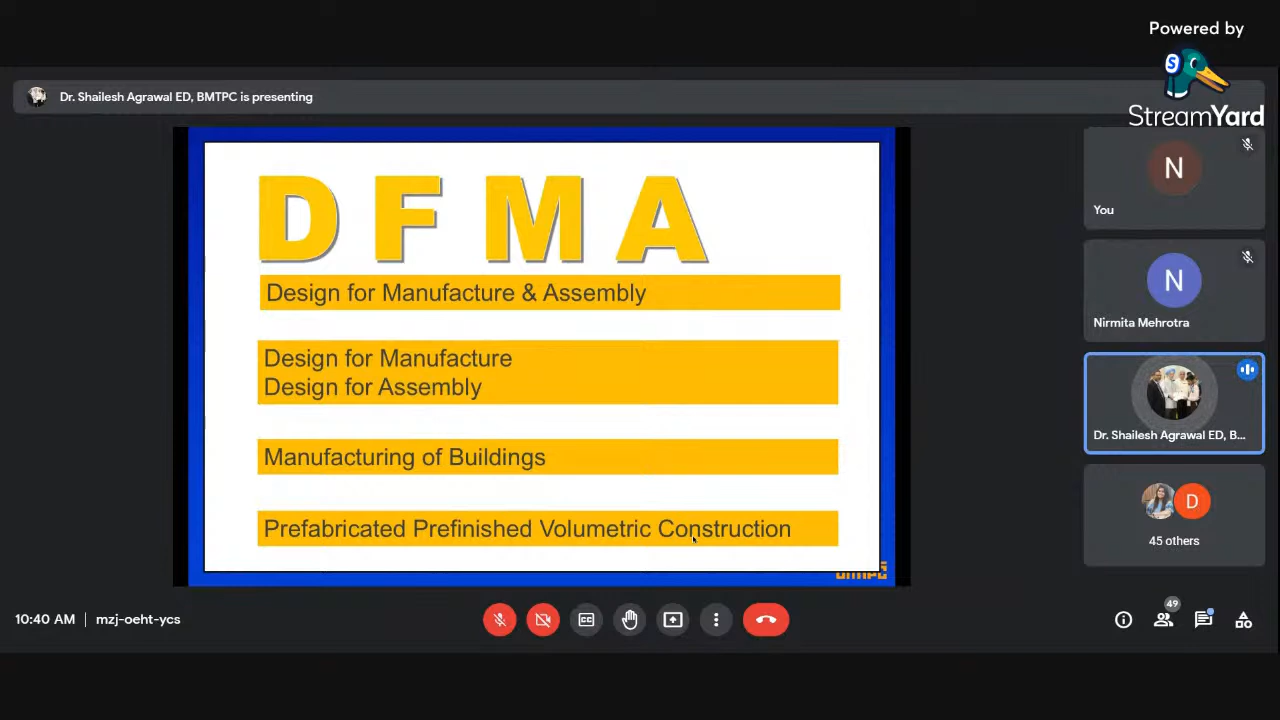 Powered by
S
StreamYard
Dr. Shailesh Agrawal ED, BMTPC is presenting
D F M A
Design for Manufacture & Assembly
Design for Manufacture
Design for Assembly
Manufacturing of Buildings
Prefabricated Prefinished Volumetric Construction
N
You
N
Nirmita Mehrotra
Dr. Shailesh Agrawal ED, B...
D
45 others
10:40 AM | mzj-oeht-ycs
CC
49